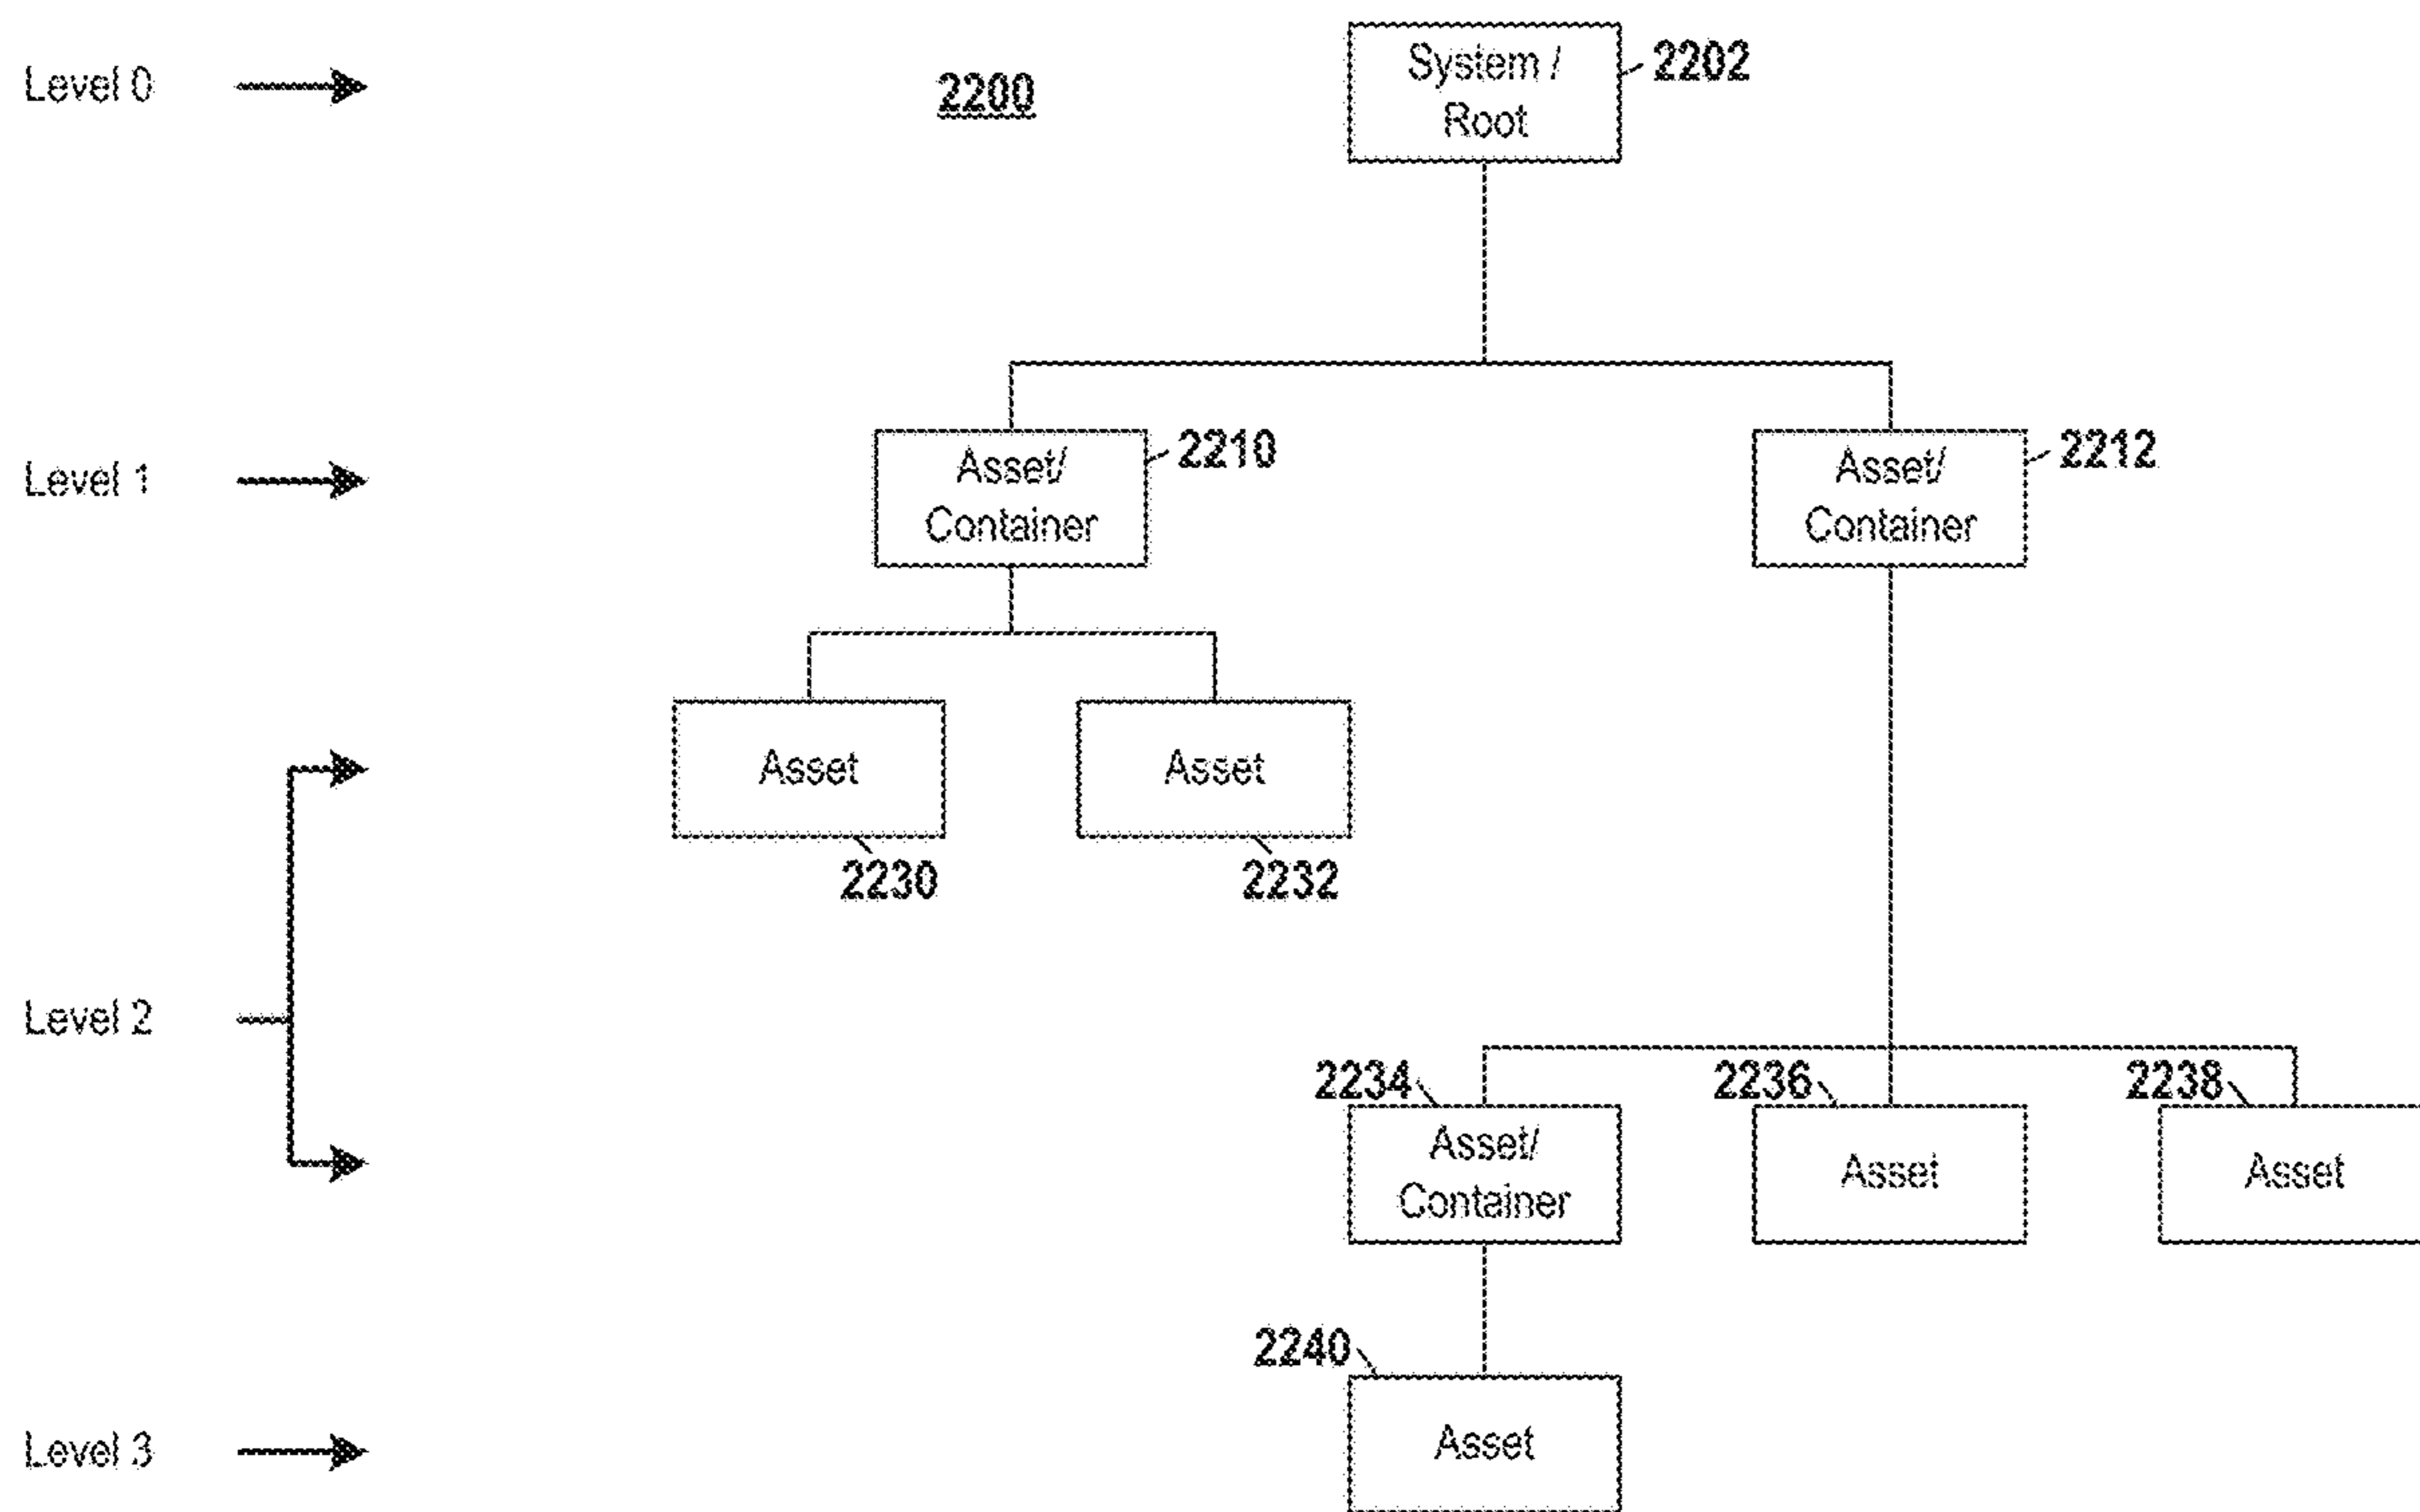 Level 0
2200
System /
Root
2202
Level 1
Asset/
Container
2210
Asset/
Container
2212
Asset
Asset
2230
2232
Level 2
2234
2236
2238
Asset/
Container
Asset
Asset
2240
Level 3
Asset